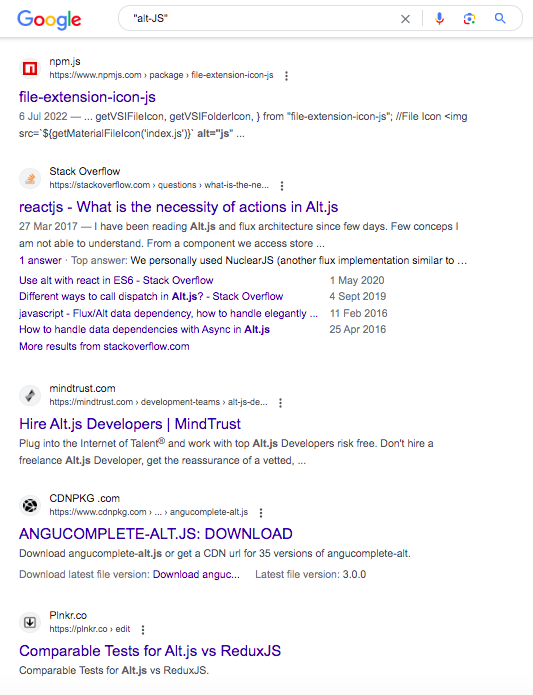 Google "alt-JS"
npm.js
https://www.npmjs.com › package › file-extension-icon-js
file-extension-icon-js
6 Jul 2022 — ... getVSIFileIcon, getVSIFolderIcon, } from "file-extension-icon-js"; //File Icon <img
src=`${getMaterialFileIcon('index.js')}` alt="js" ...
Stack Overflow
https://stackoverflow.com › questions › what-is-the-ne...
reactjs - What is the necessity of actions in Alt.js
27 Mar 2017 — I have been reading Alt.js and flux architecture since few days. Few conceps I
am not able to understand. From a component we access store ...
1 answer · Top answer: We personally used NuclearJS (another flux implementation similar to ...
Use alt with react in ES6 - Stack Overflow 1 May 2020
Different ways to call dispatch in Alt.js? - Stack Overflow 4 Sept 2019
javascript - Flux/Alt data dependency, how to handle elegantly ... 11 Feb 2016
How to handle data dependencies with Async in Alt.js 25 Apr 2016
More results from stackoverflow.com
mindtrust.com
https://mindtrust.com › development-teams › alt-js-de...
Hire Alt.js Developers | MindTrust
Plug into the Internet of Talent® and work with top Alt.js Developers risk free. Don't hire a
freelance Alt.js Developer, get the reassurance of a vetted, ...
CDNPKG .com
https://www.cdnpkg.com › ... › angucomplete-alt.js
ANGUCOMPLETE-ALT.JS: DOWNLOAD
Download angucomplete-alt.js or get a CDN url for 35 versions of angucomplete-alt.
Download latest file version: Download anguc... Latest file version: 3.0.0
Plnkr.co
https://plnkr.co › edit
Comparable Tests for Alt.js vs ReduxJS
Comparable Tests for Alt.js vs ReduxJS.